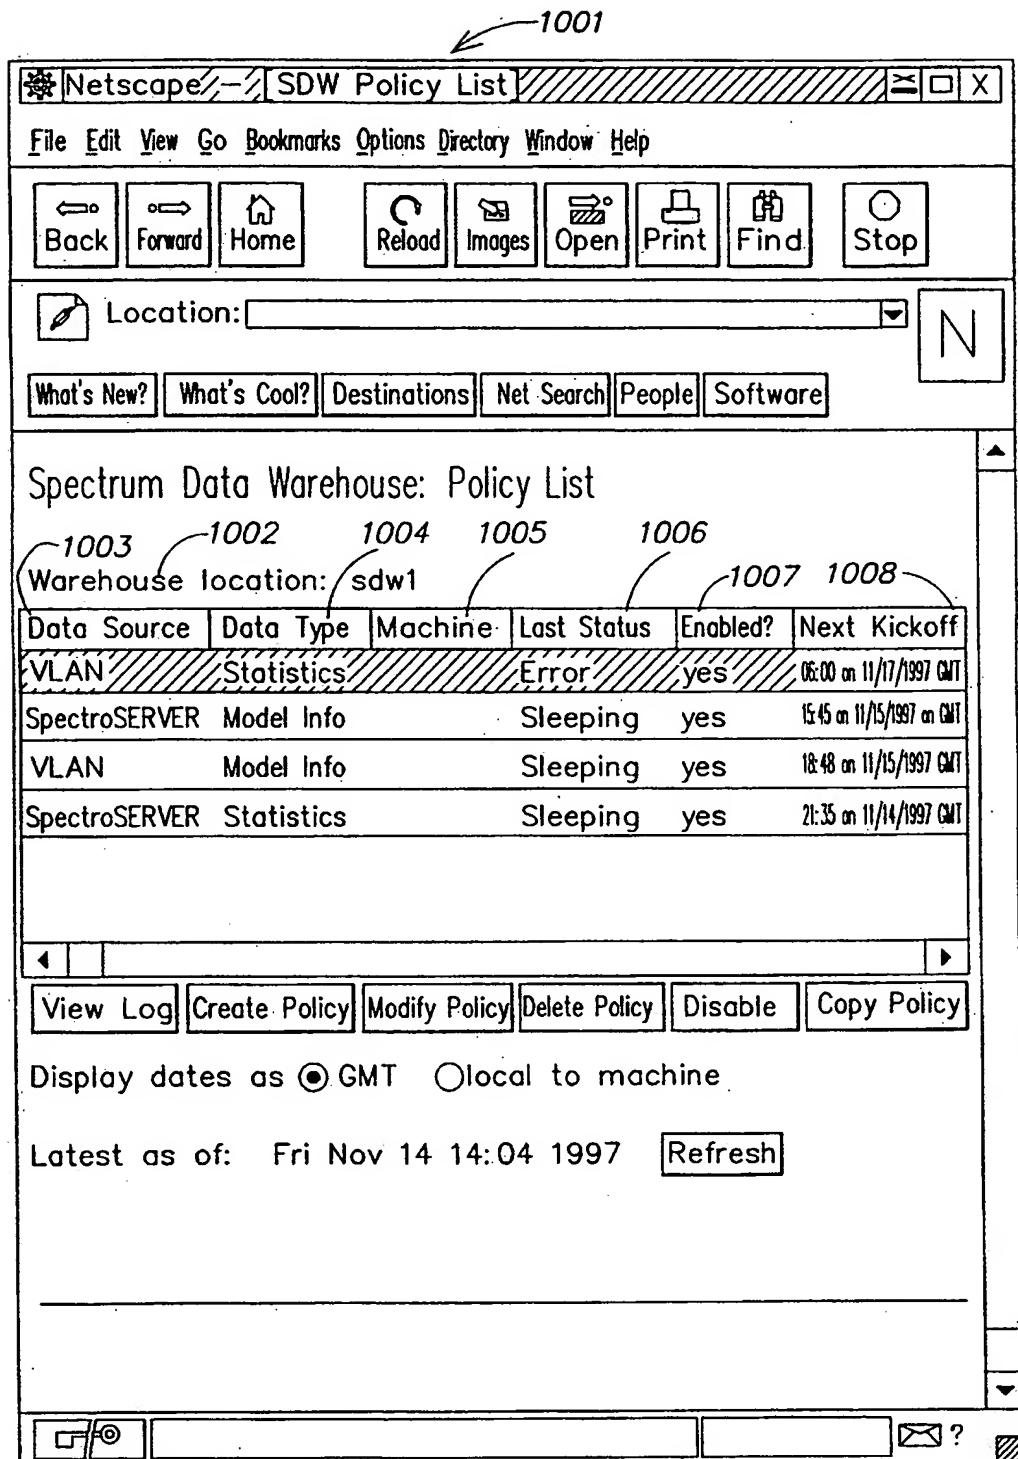 1001
Netscape - SDW Policy List X
File Edit View Go Bookmarks Options Directory Window Help
Back Forward Home Reload Images Open Print Find Stop
Location: N
What's New? What's Cool? Destinations Net Search People Software
Spectrum Data Warehouse: Policy List
1003 1002 1004 1005 1006
Warehouse location: sdw1 1007 1008
Data Source Data Type Machine Last Status Enabled? Next Kickoff
VLAN Statistics Error yes 06:00 on 11/17/1997 GMT
SpectroSERVER Model Info Sleeping yes 15:45 on 11/15/1997 on GMT
VLAN Model Info Sleeping yes 18:48 on 11/15/1997 GMT
SpectroSERVER Statistics Sleeping yes 21:35 on 11/14/1997 GMT
View Log Create Policy Modify Policy Delete Policy Disable Copy Policy
Display dates as GMT local to machine
Latest as of: Fri Nov 14 14:04 1997 Refresh
?